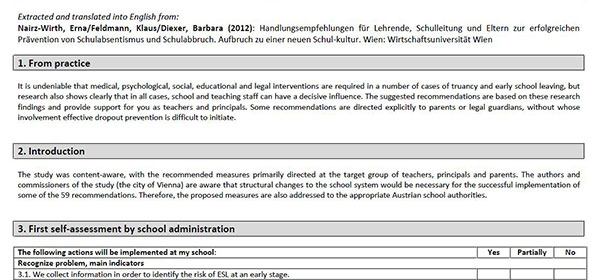 Extracted and translated into English from:
Nairz-Wirth, Erna/Feldmann, Klaus/Diexer, Barbara (2012): Handlungsempfehlungen für Lehrende, Schulleitung und Eltern zur erfolgreichen
Prävention von Schulabsentismus und Schulabbruch. Aufbruch zu einer neuen Schul-kultur. Wien: Wirtschaftsuniversität Wien
1. From practice
It is undeniable that medical, psychological, social, educational and legal interventions are required in a number of cases of truancy and early school leaving, but
research also shows clearly that in all cases, school and teaching staff can have a decisive influence. The suggested recommendations are based on these research
findings and provide support for you as teachers and principals. Some recommendations are directed explicitly to parents or legal guardians, without whose
involvement effective dropout prevention is difficult to initiate.
2. Introduction
The study was content-aware, with the recommended measures primarily directed at the target group of teachers, principals and parents. The authors and
commissioners of the study (the city of Vienna) are aware that structural changes to the school system would be necessary for the successful implementation of
some of the 59 recommendations. Therefore, the proposed measures are also addressed to the appropriate Austrian school authorities.
3. First self-assessment by school administration
The following actions will be implemented at my school: Yes Partially No
Recognize problem, main indicators
3.1. We collect information in order to identify the risk of ESL at an early stage.